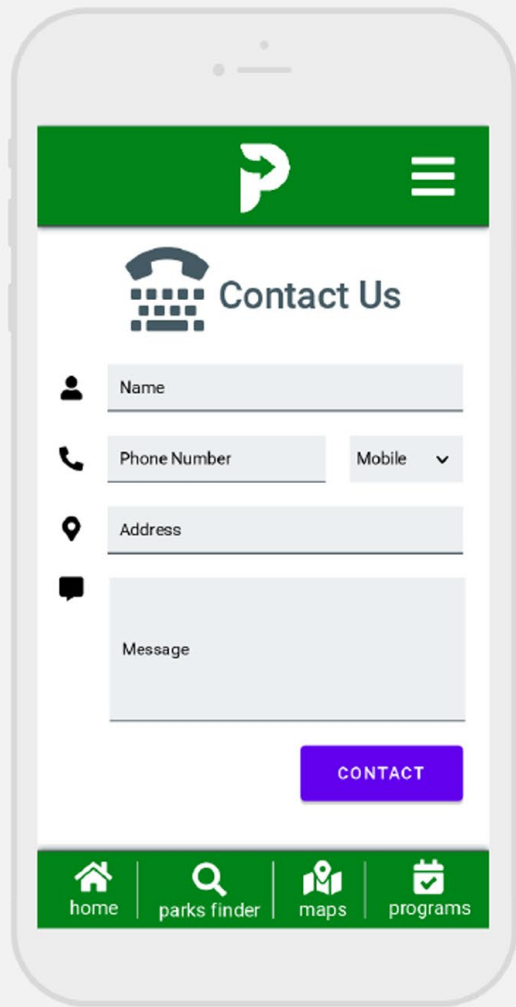 P
Contact Us
Name
Phone Number Mobile
Address
Message
CONTACT
home parks finder maps programs